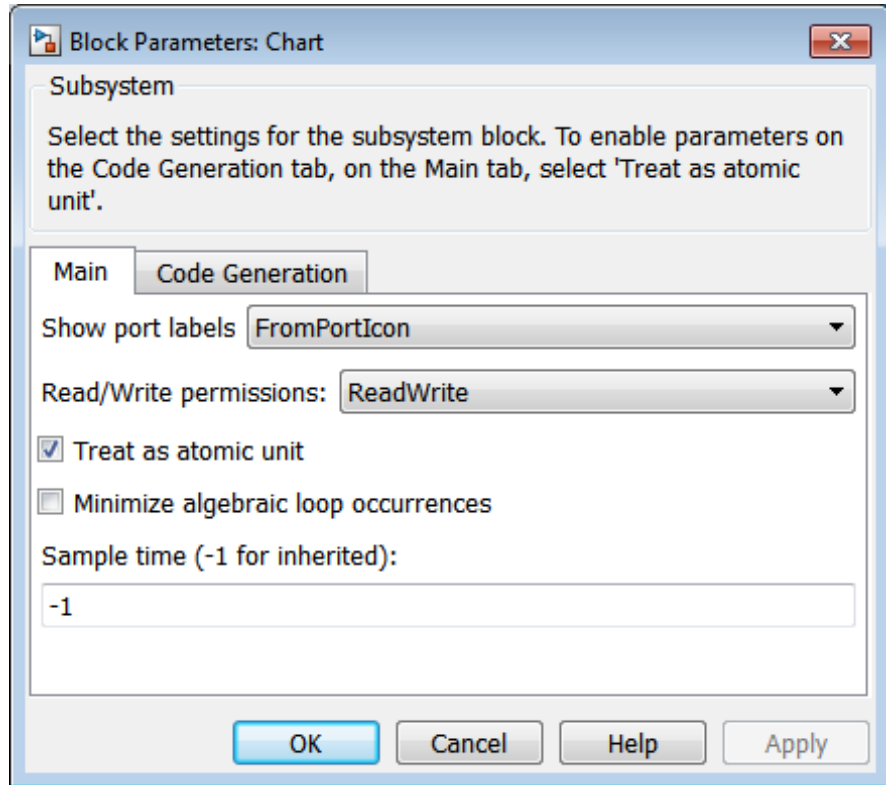 Block Parameters: Chart
Subsystem
Select the settings for the subsystem block. To enable parameters on
the Code Generation tab, on the Main tab, select 'Treat as atomic
unit'.
Main Code Generation
Show port labels FromPortIcon
Read/Write permissions: ReadWrite
Treat as atomic unit
Minimize algebraic loop occurrences
Sample time (-1 for inherited):
-1
OK Cancel Help Apply